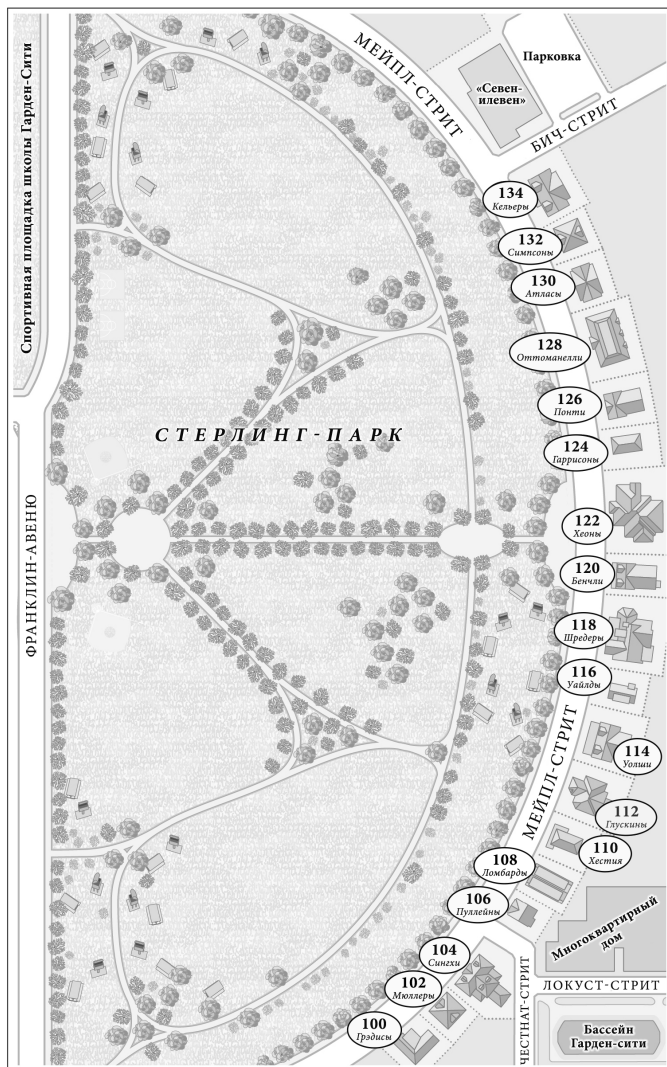 Спортивная площадка школы Гарден-Сити
МЕЙПЛ-СТРИТ
«Севен-
илевен»
Парковка
БИЧ-СТРИТ
134
Кельеры
132
Симпсоны
130
Атласы
128
Оттоманелли
126
Понти
124
Гаррисоны
СТЕРЛИНГ-ПАРК
ФРАНКЛИН-АВЕНЮ
122
Хеоны
120
Бенчли
118
Шредеры
116
Уайлды
114
Уолши
МЕЙПЛ-СТРИТ
112
Глускины
110
Хестия
108
Ломбарды
106
Пуллейны
104
Сингхи
102
Мюллеры
100
Грэдисы
Многоквартирный
дом
ЧЕСТНАТ-СТРИТ
ЛОКУСТ-СТРИТ
Бассейн
Гарден-сити